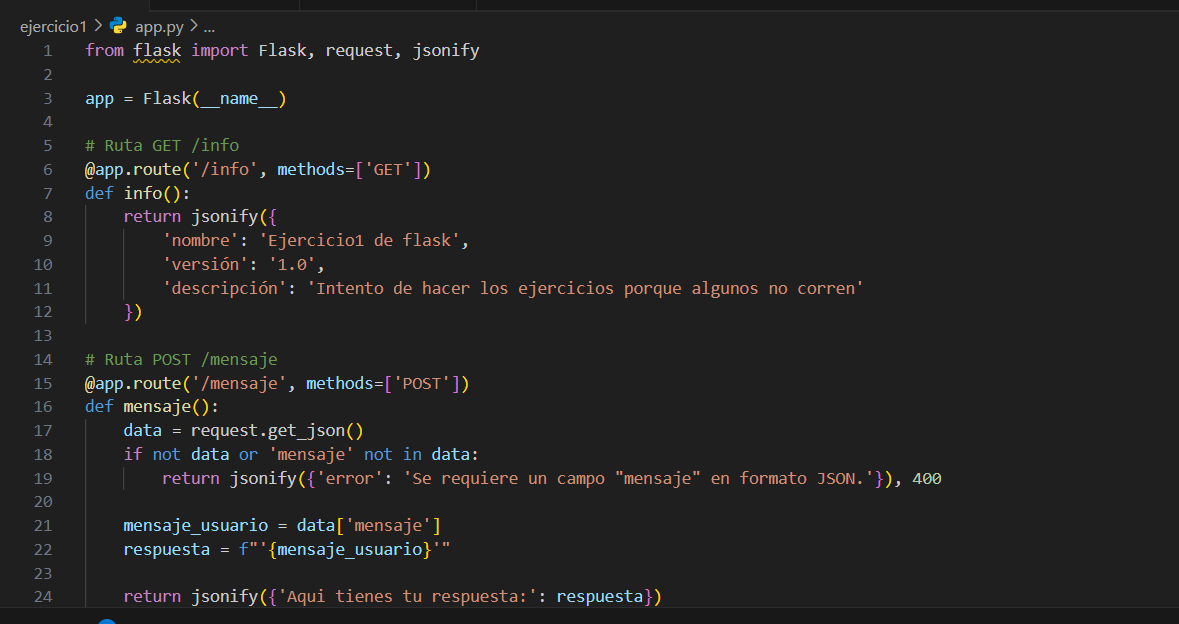 ejercicio1 > app.py > ...
1 from flask import Flask, request, jsonify
2
3 app = Flask(__name__)
4
5 # Ruta GET /info
6 @app.route('/info', methods=['GET'])
7 def info():
8     return jsonify({
9         'nombre': 'Ejercicio1 de flask',
10         'versión': '1.0',
11         'descripción': 'Intento de hacer los ejercicios porque algunos no corren'
12     })
13
14 # Ruta POST /mensaje
15 @app.route('/mensaje', methods=['POST'])
16 def mensaje():
17     data = request.get_json()
18     if not data or 'mensaje' not in data:
19         return jsonify({'error': 'Se requiere un campo "mensaje" en formato JSON.'}), 400
20
21     mensaje_usuario = data['mensaje']
22     respuesta = f"'{mensaje_usuario}'"
23
24     return jsonify({'Aqui tienes tu respuesta:': respuesta})